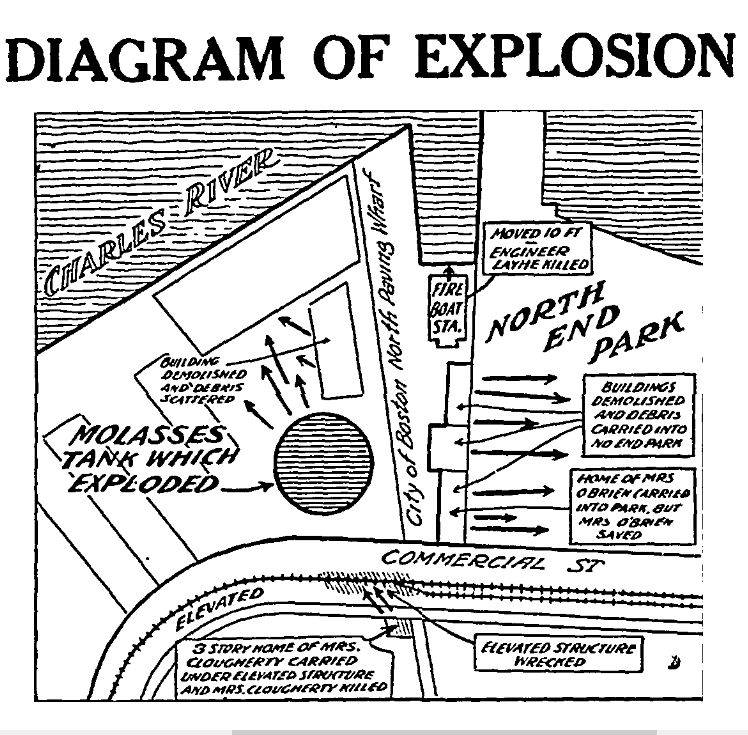 DIAGRAM OF EXPLOSION
CHARLES RIVER
City of Boston North Paving Wharf
MOVED 10 FT
ENGINEER
LAYHE KILLED
FIRE
BOAT
STA.
NORTH
END
PARK
BUILDING
DEMOLISHED
AND DEBRIS
SCATTERED
BUILDINGS
DEMOLISHED
AND DEBRIS
CARRIED INTO
NO END PARK
MOLASSES
TANK WHICH
EXPLODED
HOME OF MRS
O'BRIEN CARRIED
INTO PARK, BUT
MRS O'BRIEN
SAVED
COMMERCIAL ST
ELEVATED
3 STORY HOME OF MRS.
CLOUGHERTY CARRIED
UNDER ELEVATED STRUCTURE
AND MRS. CLOUGHERTY KILLED
ELEVATED STRUCTURE
WRECKED